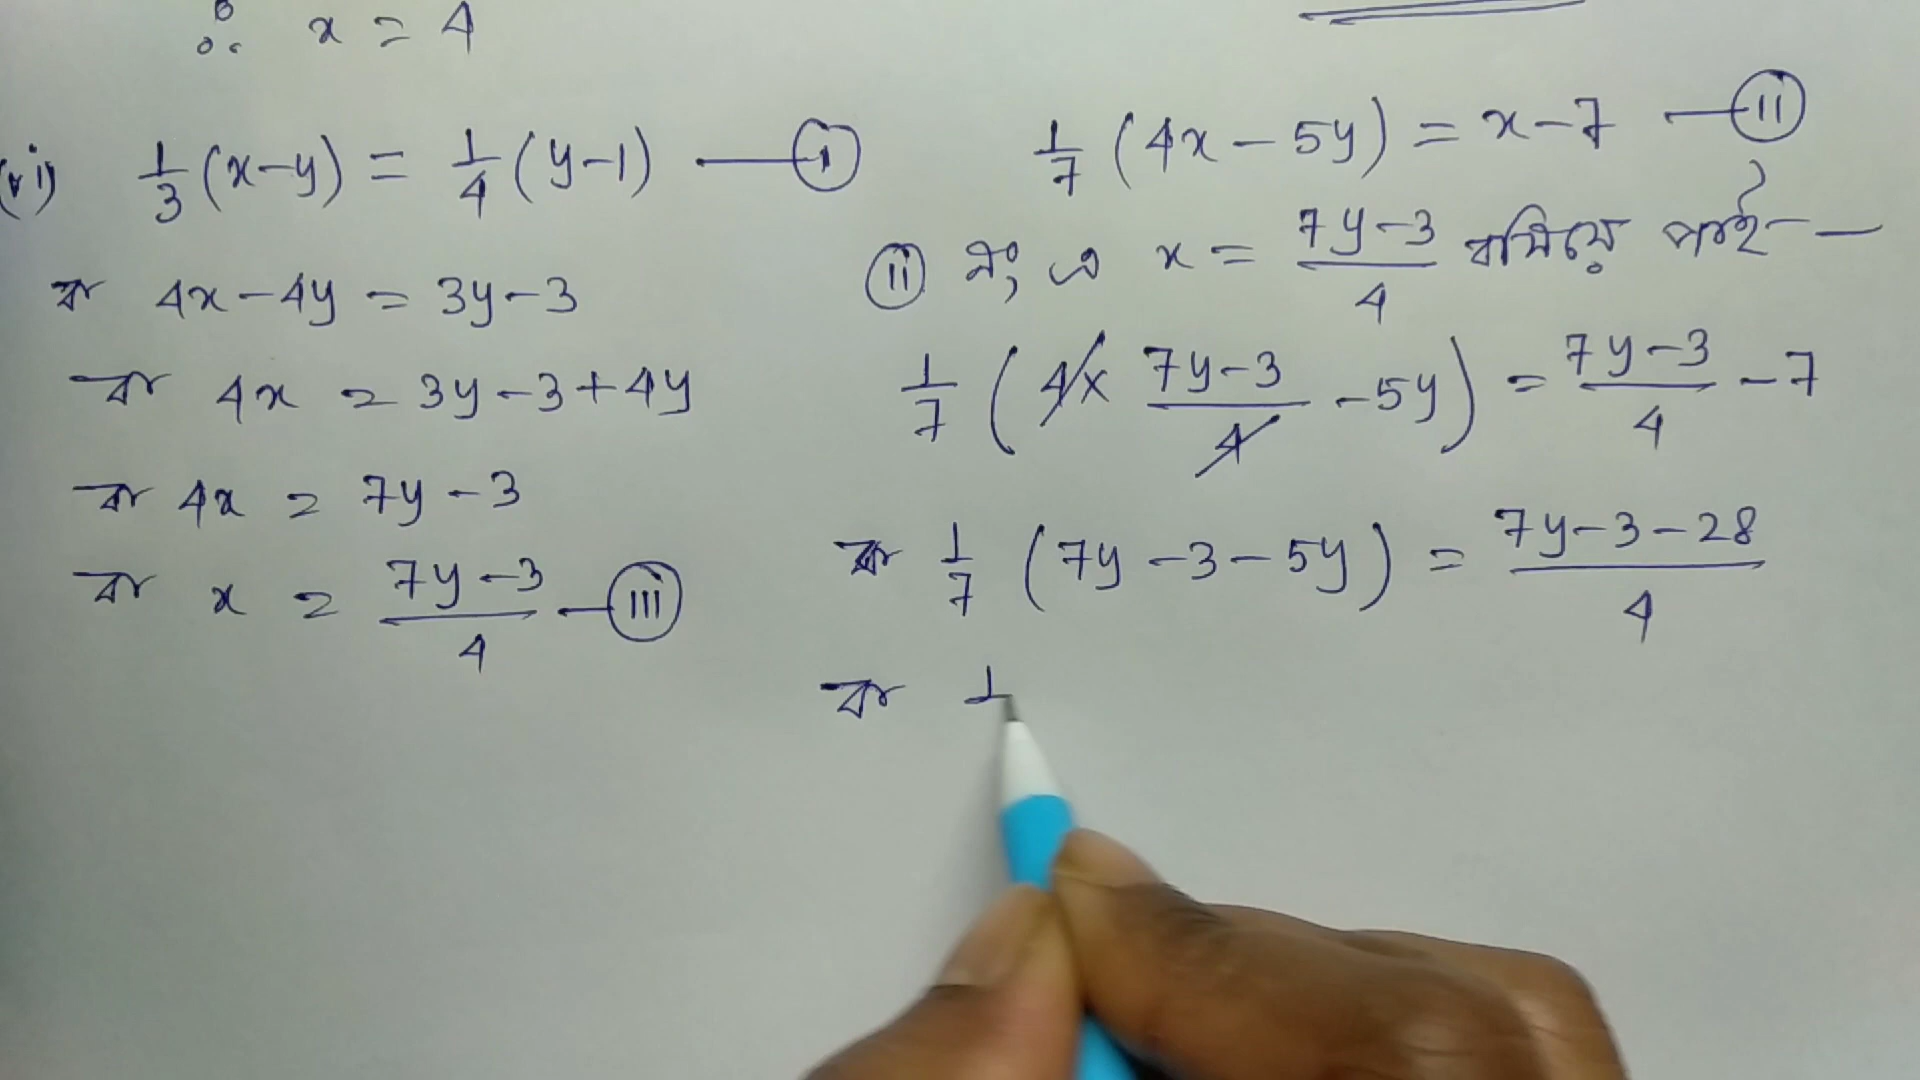 ∴ x = 4
(vi) 1/3 (x-y) = 1/4 (y-1) — (I)
বা 4x - 4y = 3y - 3
বা 4x = 3y - 3 + 4y
বা 4x = 7y - 3
বা x = (7y - 3)/4 — (III)
1/7 (4x - 5y) = x - 7 — (II)
(II) নং এ x = (7y - 3)/4 বসিয়ে পাই —
1/7 (4 × (7y - 3)/4 - 5y) = (7y - 3)/4 - 7
বা 1/7 (7y - 3 - 5y) = (7y - 3 - 28)/4
বা 1